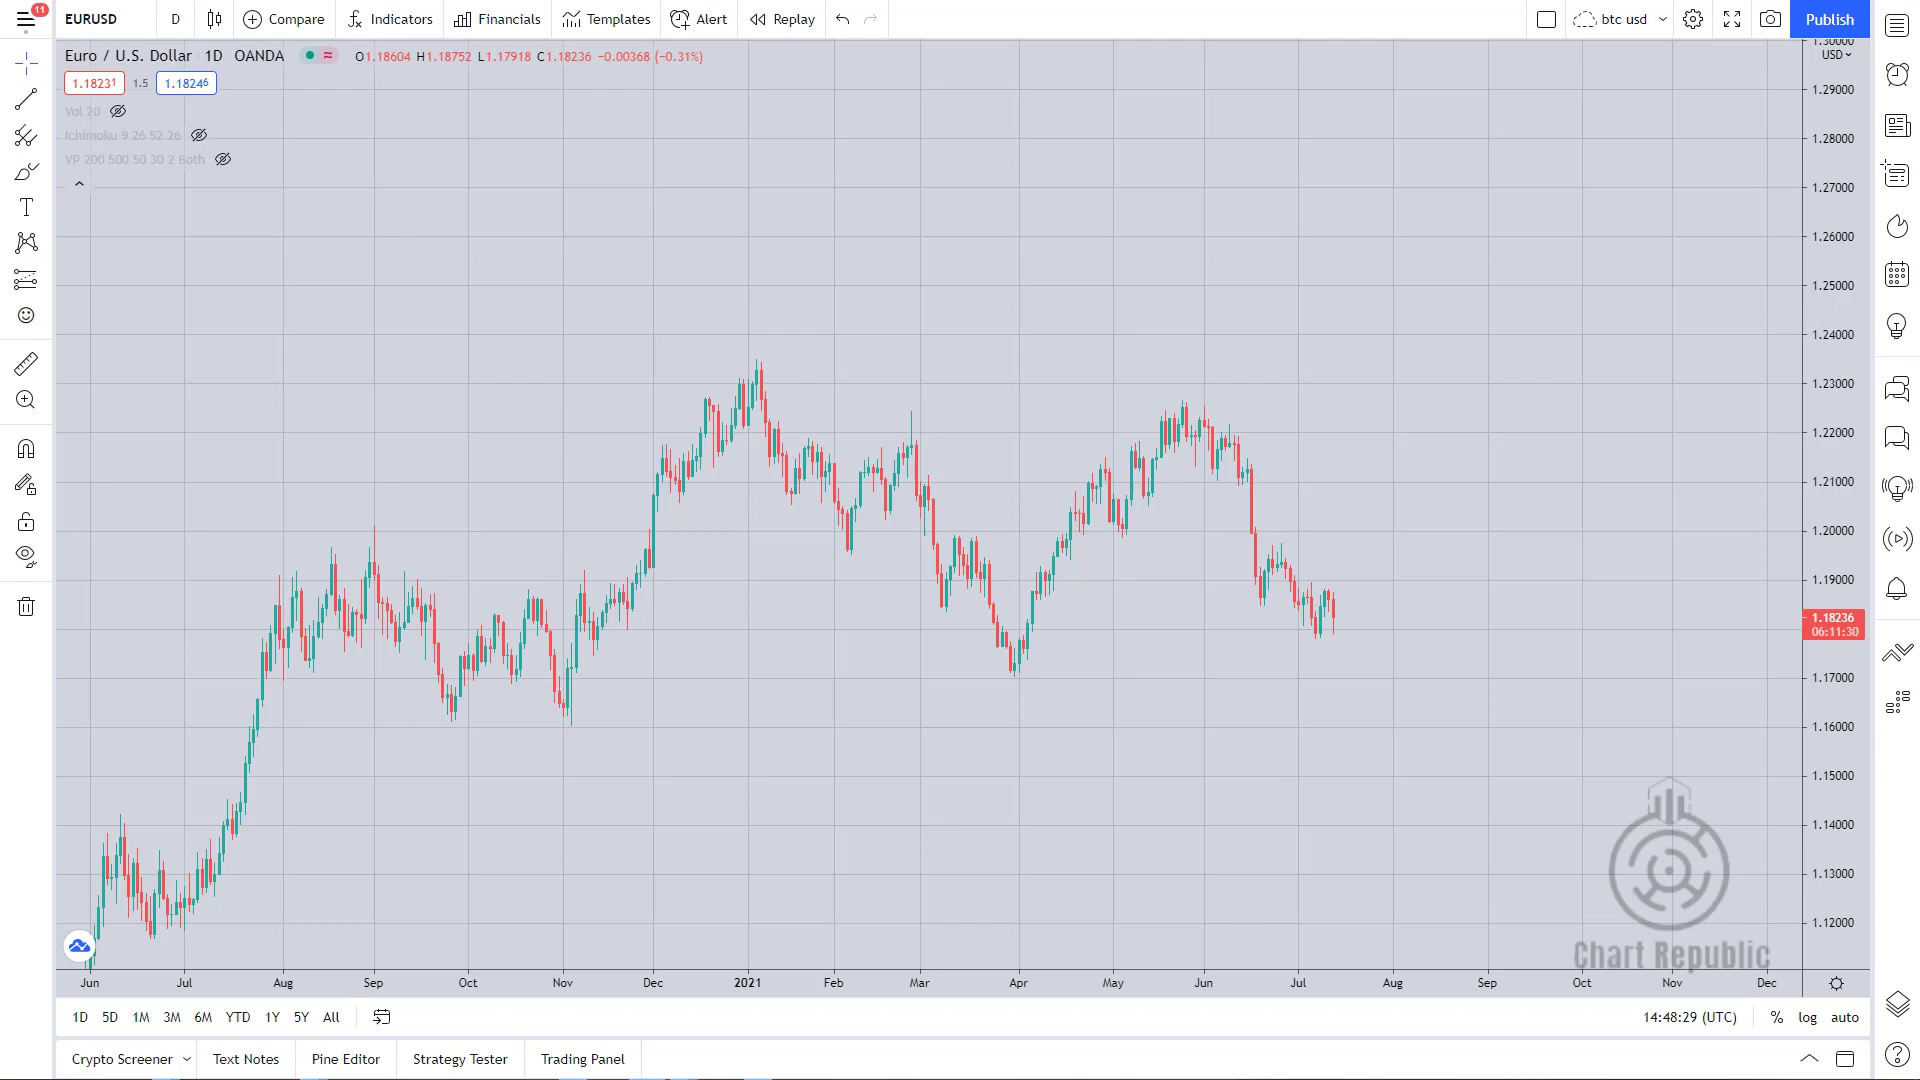 11
EURUSD D Compare Indicators Financials Templates Alert Replay btc usd Publish
Euro / U.S. Dollar 1D OANDA ≈ O1.18604 H1.18752 L1.17918 C1.18236 −0.00368 (−0.31%)
1.18231 1.5 1.18246
Vol 20
Ichimoku 9 26 52 26
VP 200 500 50 30 2 Both
1.30000
USD
1.29000
1.28000
1.27000
1.26000
1.25000
1.24000
1.23000
1.22000
1.21000
1.20000
1.19000
1.18236
06:11:30
1.17000
1.16000
1.15000
1.14000
1.13000
1.12000
Chart Republic
Jun Jul Aug Sep Oct Nov Dec 2021 Feb Mar Apr May Jun Jul Aug Sep Oct Nov Dec
1D 5D 1M 3M 6M YTD 1Y 5Y All 14:48:29 (UTC) % log auto
Crypto Screener Text Notes Pine Editor Strategy Tester Trading Panel